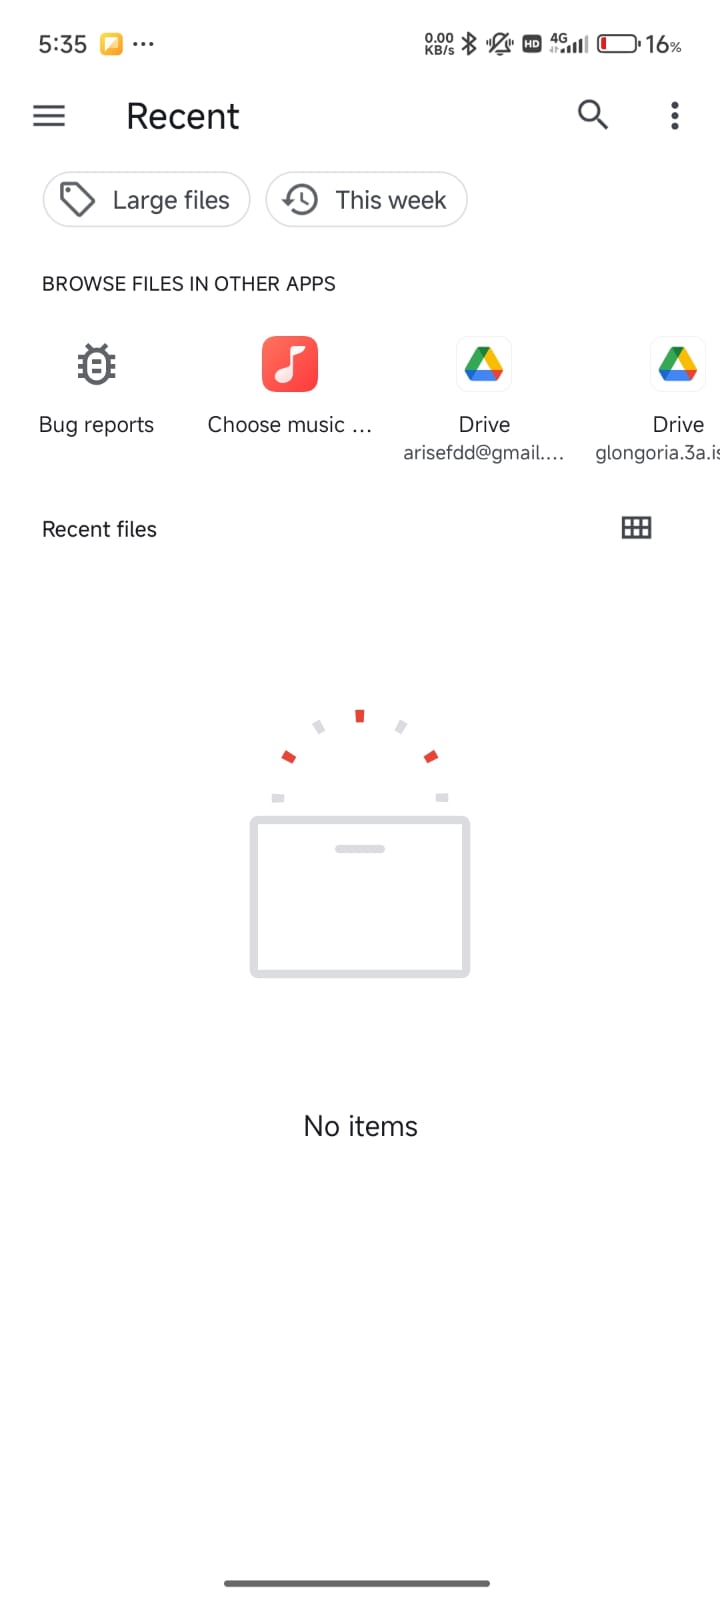 5:35 ... 0.00 KB/s HD 4G 16%
Recent
Large files This week
BROWSE FILES IN OTHER APPS
Bug reports Choose music ... Drive Drive
arisefdd@gmail.... glongoria.3a.is
Recent files
No items